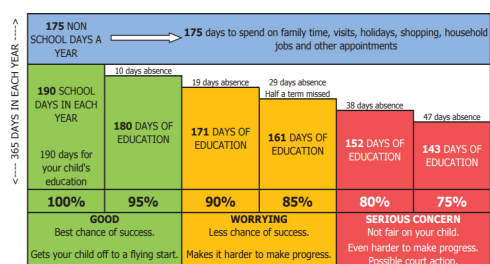 <---- 365 DAYS IN EACH YEAR ---->
175 NON
SCHOOL DAYS A
YEAR
175 days to spend on family time, visits, holidays, shopping, household
jobs and other appointments
190 SCHOOL
DAYS IN EACH
YEAR
190 days for
your child's
education
10 days absence
180 DAYS OF
EDUCATION
19 days absence
171 DAYS OF
EDUCATION
29 days absence
Half a term missed
161 DAYS OF
EDUCATION
38 days absence
152 DAYS OF
EDUCATION
47 days absence
143 DAYS OF
EDUCATION
100%
95%
90%
85%
80%
75%
GOOD
Best chance of success.
Gets your child off to a flying start.
WORRYING
Less chance of success.
Makes it harder to make progress.
SERIOUS CONCERN
Not fair on your child.
Even harder to make progress.
Possible court action.